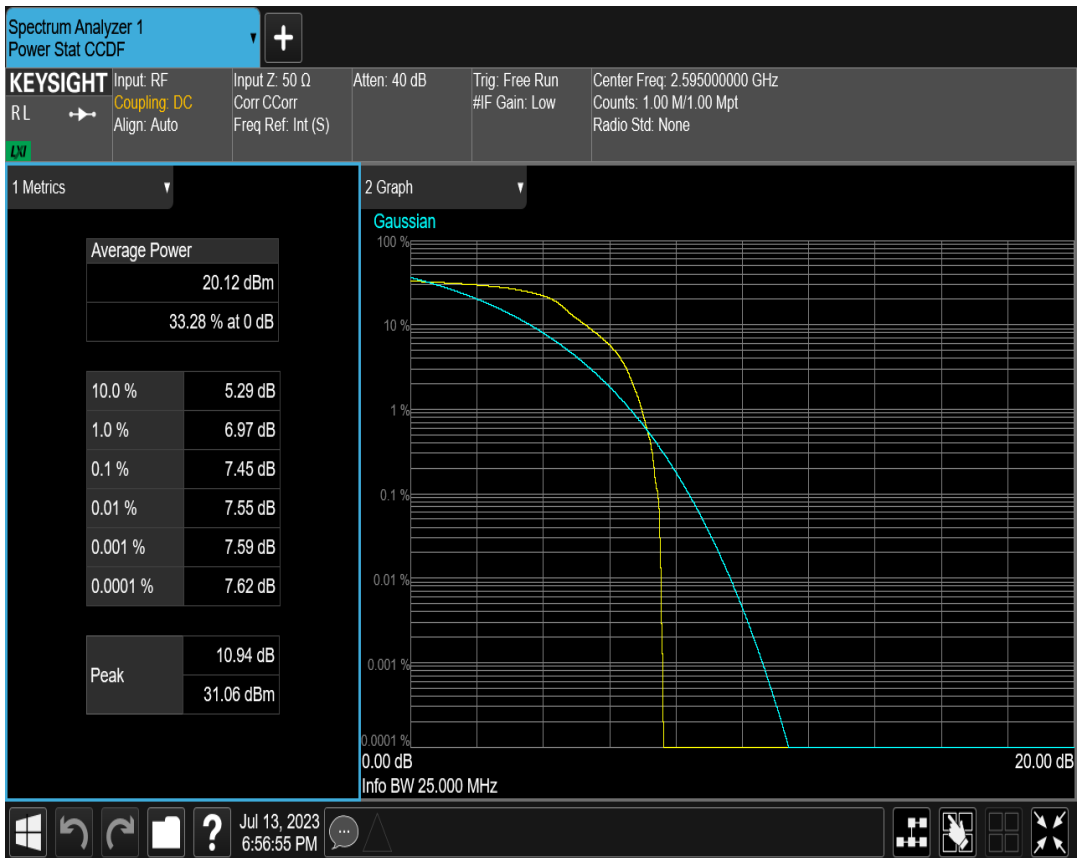 Spectrum Analyzer 1
Power Stat CCDF
KEYSIGHT
RL
LXI
Input: RF
Coupling: DC
Align: Auto
Input Z: 50 Ω
Corr CCorr
Freq Ref: Int (S)
Atten: 40 dB
Trig: Free Run
#IF Gain: Low
Center Freq: 2.595000000 GHz
Counts: 1.00 M/1.00 Mpt
Radio Std: None
1 Metrics
Average Power
20.12 dBm
33.28 % at 0 dB
10.0 % 5.29 dB
1.0 % 6.97 dB
0.1 % 7.45 dB
0.01 % 7.55 dB
0.001 % 7.59 dB
0.0001 % 7.62 dB
Peak
10.94 dB
31.06 dBm
2 Graph
Gaussian
100 %
10 %
1 %
0.1 %
0.01 %
0.001 %
0.0001 %
0.00 dB 20.00 dB
Info BW 25.000 MHz
Jul 13, 2023
6:56:55 PM